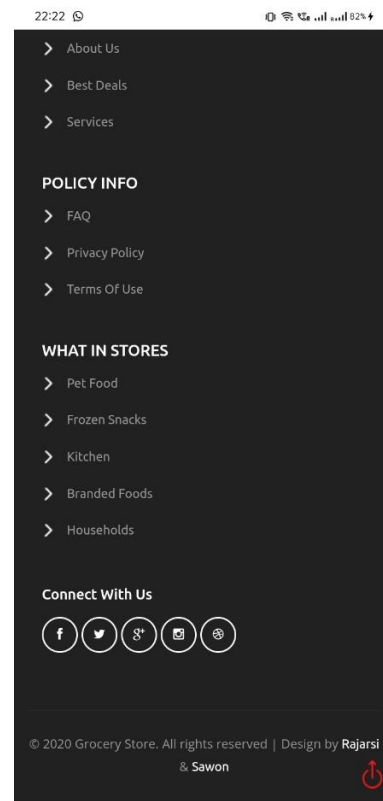 22:22 82%
About Us
Best Deals
Services
POLICY INFO
FAQ
Privacy Policy
Terms Of Use
WHAT IN STORES
Pet Food
Frozen Snacks
Kitchen
Branded Foods
Households
Connect With Us
© 2020 Grocery Store. All rights reserved | Design by Rajarsi
& Sawon